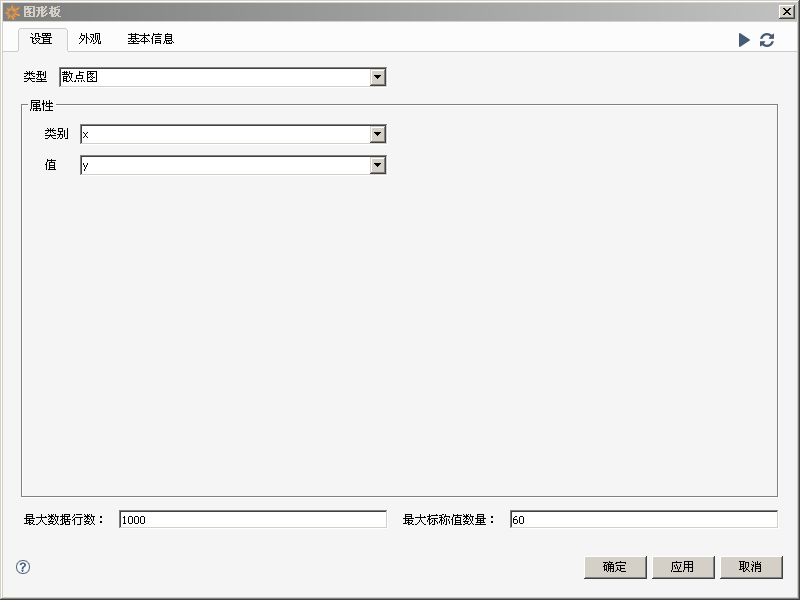 图形板
设置 外观 基本信息
类型 散点图
属性
类别 x
值 y
最大数据行数： 1000 最大标称值数量： 60
确定 应用 取消